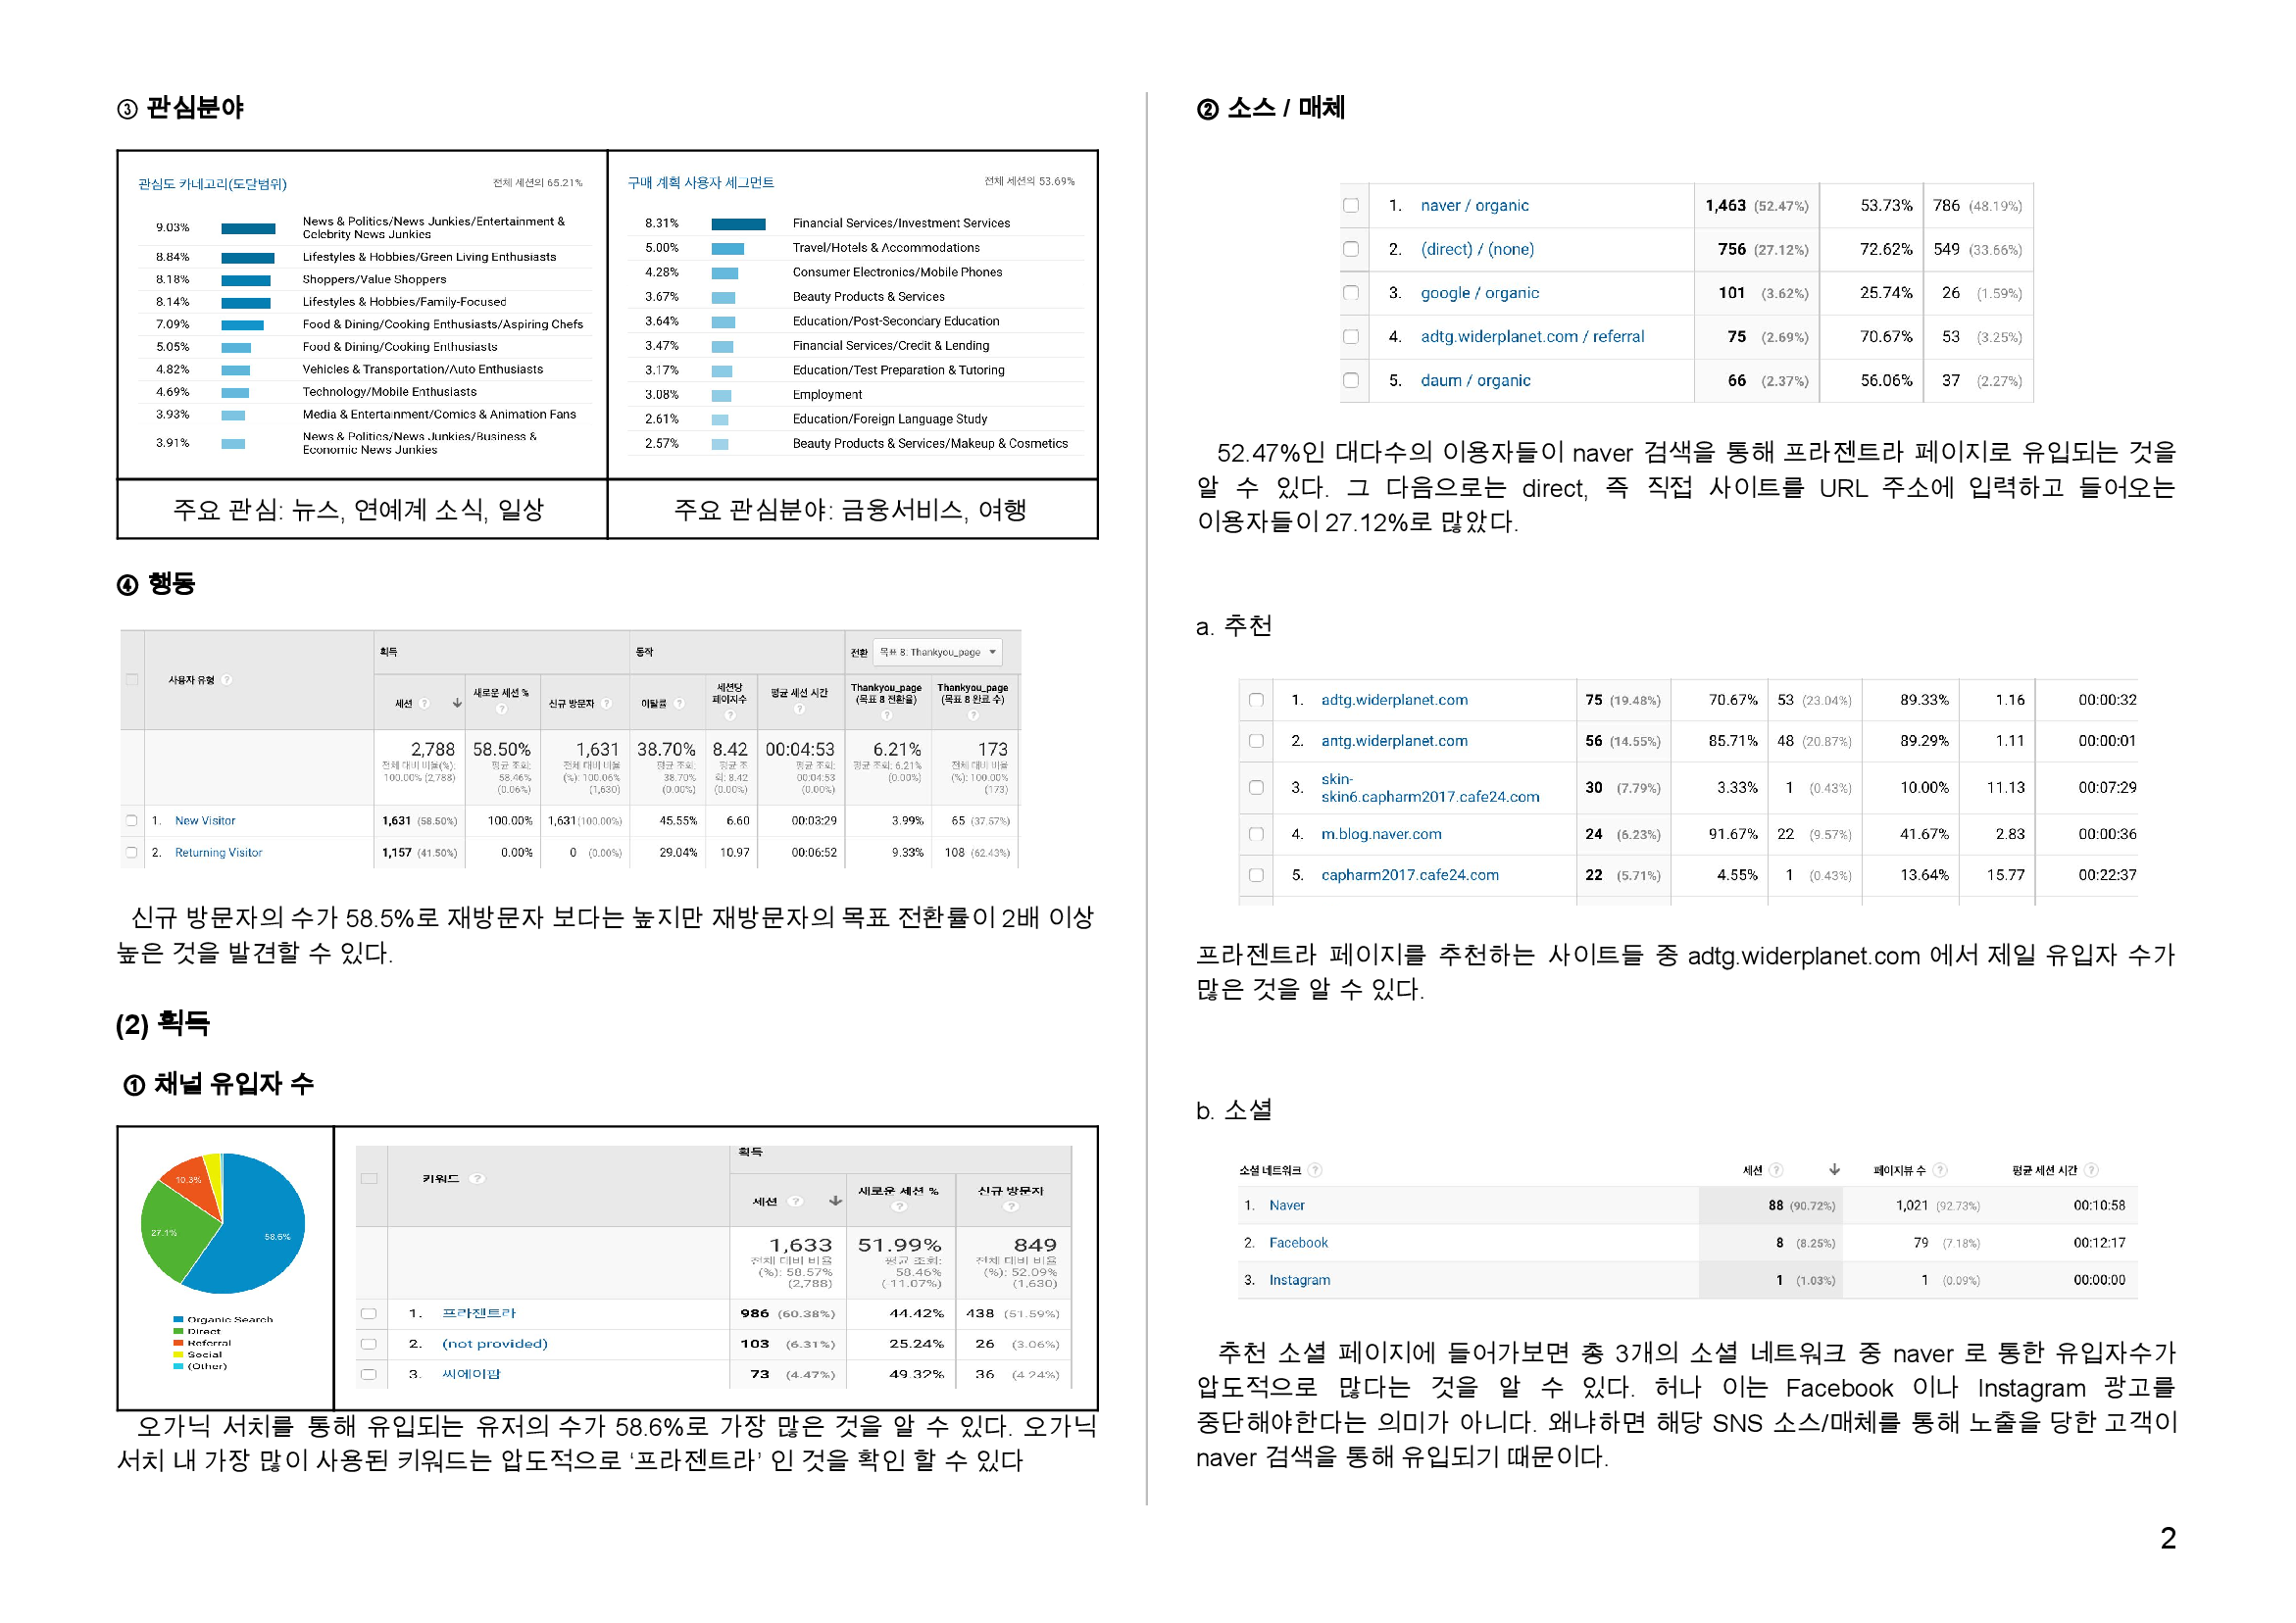 ③ 관심분야
관심도 카테고리(도달범위) 전체 세션의 65.21%
9.03% News & Politics/News Junkies/Entertainment &
Celebrity News Junkies
8.84% Lifestyles & Hobbies/Green Living Enthusiasts
8.18% Shoppers/Value Shoppers
8.14% Lifestyles & Hobbies/Family-Focused
7.09% Food & Dining/Cooking Enthusiasts/Aspiring Chefs
5.05% Food & Dining/Cooking Enthusiasts
4.82% Vehicles & Transportation/Auto Enthusiasts
4.69% Technology/Mobile Enthusiasts
3.93% Media & Entertainment/Comics & Animation Fans
3.91% News & Politics/News Junkies/Business &
Economic News Junkies
주요 관심: 뉴스, 연예계 소식, 일상
구매 계획 사용자 세그먼트 전체 세션의 53.69%
8.31% Financial Services/Investment Services
5.00% Travel/Hotels & Accommodations
4.28% Consumer Electronics/Mobile Phones
3.67% Beauty Products & Services
3.64% Education/Post-Secondary Education
3.47% Financial Services/Credit & Lending
3.17% Education/Test Preparation & Tutoring
3.08% Employment
2.61% Education/Foreign Language Study
2.57% Beauty Products & Services/Makeup & Cosmetics
주요 관심분야: 금융서비스, 여행
④ 행동
획득 동작 전환 목표 8: Thankyou_page
사용자 유형 세션 새로운 세션 % 신규 방문자 이탈률 세션당 페이지수 평균 세션 시간 Thankyou_page (목표 8 전환율) Thankyou_page (목표 8 완료 수)
2,788 58.50% 1,631 38.70% 8.42 00:04:53 6.21% 173
전체 대비 비율(%): 100.00% (2,788) 평균 조회: 58.46% (0.06%) 전체 대비 비율 (%): 100.06% (1,630) 평균 조회: 38.70% (0.00%) 평균 조회: 8.42 (0.00%) 평균 조회: 00:04:53 (0.00%) 평균 조회: 6.21% (0.00%) 전체 대비 비율 (%): 100.00% (173)
1. New Visitor 1,631 (58.50%) 100.00% 1,631(100.00%) 45.55% 6.60 00:03:29 3.99% 65 (37.57%)
2. Returning Visitor 1,157 (41.50%) 0.00% 0 (0.00%) 29.04% 10.97 00:06:52 9.33% 108 (62.43%)
신규 방문자의 수가 58.5%로 재방문자 보다는 높지만 재방문자의 목표 전환률이 2배 이상
높은 것을 발견할 수 있다.
(2) 획득
① 채널 유입자 수
10.3%
27.1%
58.6%
Organic Search
Direct
Referral
Social
(Other)
획득
키워드 세션 새로운 세션 % 신규 방문자
1,633 51.99% 849
전체 대비 비율 (%): 58.57% (2,788) 평균 조회: 58.46% (-11.07%) 전체 대비 비율 (%): 52.09% (1,630)
1. 프라젠트라 986 (60.38%) 44.42% 438 (51.59%)
2. (not provided) 103 (6.31%) 25.24% 26 (3.06%)
3. 씨에이팜 73 (4.47%) 49.32% 36 (4.24%)
오가닉 서치를 통해 유입되는 유저의 수가 58.6%로 가장 많은 것을 알 수 있다. 오가닉
서치 내 가장 많이 사용된 키워드는 압도적으로 ‘프라젠트라’ 인 것을 확인 할 수 있다
② 소스 / 매체
1. naver / organic 1,463 (52.47%) 53.73% 786 (48.19%)
2. (direct) / (none) 756 (27.12%) 72.62% 549 (33.66%)
3. google / organic 101 (3.62%) 25.74% 26 (1.59%)
4. adtg.widerplanet.com / referral 75 (2.69%) 70.67% 53 (3.25%)
5. daum / organic 66 (2.37%) 56.06% 37 (2.27%)
52.47%인 대다수의 이용자들이 naver 검색을 통해 프라젠트라 페이지로 유입되는 것을
알 수 있다. 그 다음으로는 direct, 즉 직접 사이트를 URL 주소에 입력하고 들어오는
이용자들이 27.12%로 많았다.
a. 추천
1. adtg.widerplanet.com 75 (19.48%) 70.67% 53 (23.04%) 89.33% 1.16 00:00:32
2. antg.widerplanet.com 56 (14.55%) 85.71% 48 (20.87%) 89.29% 1.11 00:00:01
3. skin-
skin6.capharm2017.cafe24.com 30 (7.79%) 3.33% 1 (0.43%) 10.00% 11.13 00:07:29
4. m.blog.naver.com 24 (6.23%) 91.67% 22 (9.57%) 41.67% 2.83 00:00:36
5. capharm2017.cafe24.com 22 (5.71%) 4.55% 1 (0.43%) 13.64% 15.77 00:22:37
프라젠트라 페이지를 추천하는 사이트들 중 adtg.widerplanet.com 에서 제일 유입자 수가
많은 것을 알 수 있다.
b. 소셜
소셜 네트워크 세션 페이지뷰 수 평균 세션 시간
1. Naver 88 (90.72%) 1,021 (92.73%) 00:10:58
2. Facebook 8 (8.25%) 79 (7.18%) 00:12:17
3. Instagram 1 (1.03%) 1 (0.09%) 00:00:00
추천 소셜 페이지에 들어가보면 총 3개의 소셜 네트워크 중 naver 로 통한 유입자수가
압도적으로 많다는 것을 알 수 있다. 허나 이는 Facebook 이나 Instagram 광고를
중단해야한다는 의미가 아니다. 왜냐하면 해당 SNS 소스/매체를 통해 노출을 당한 고객이
naver 검색을 통해 유입되기 때문이다.
2